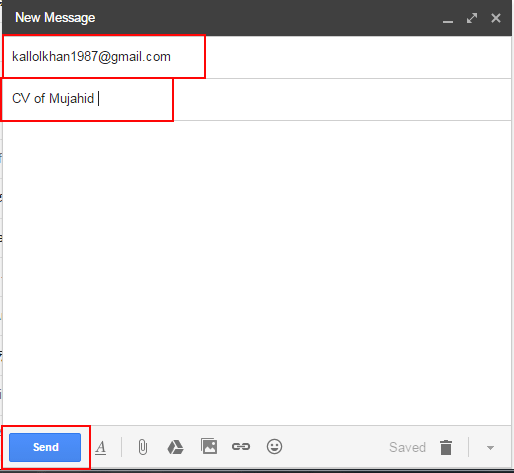 New Message
kallolkhan1987@gmail.com
CV of Mujahid
Send A Saved